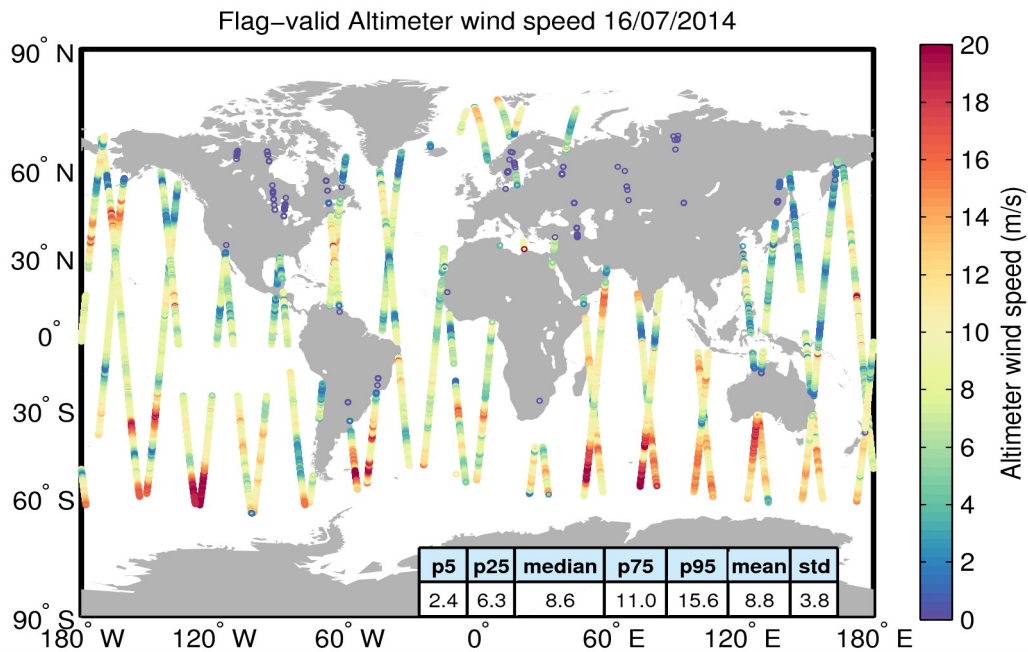 Flag−valid Altimeter wind speed 16/07/2014
90° N
60° N
30° N
0°
30° S
60° S
90° S
180° W
120° W
60° W
0°
60° E
120° E
180° E
p5 p25 median p75 p95 mean std
2.4 6.3 8.6 11.0 15.6 8.8 3.8
20
18
16
14
12
10
8
6
4
2
0
Altimeter wind speed (m/s)